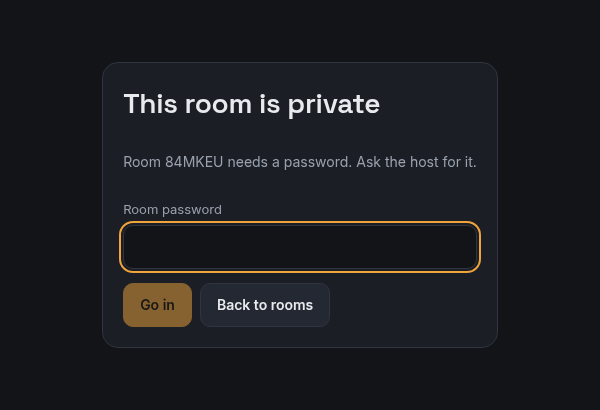 This room is private
Room 84MKEU needs a password. Ask the host for it.
Room password
Go in
Back to rooms